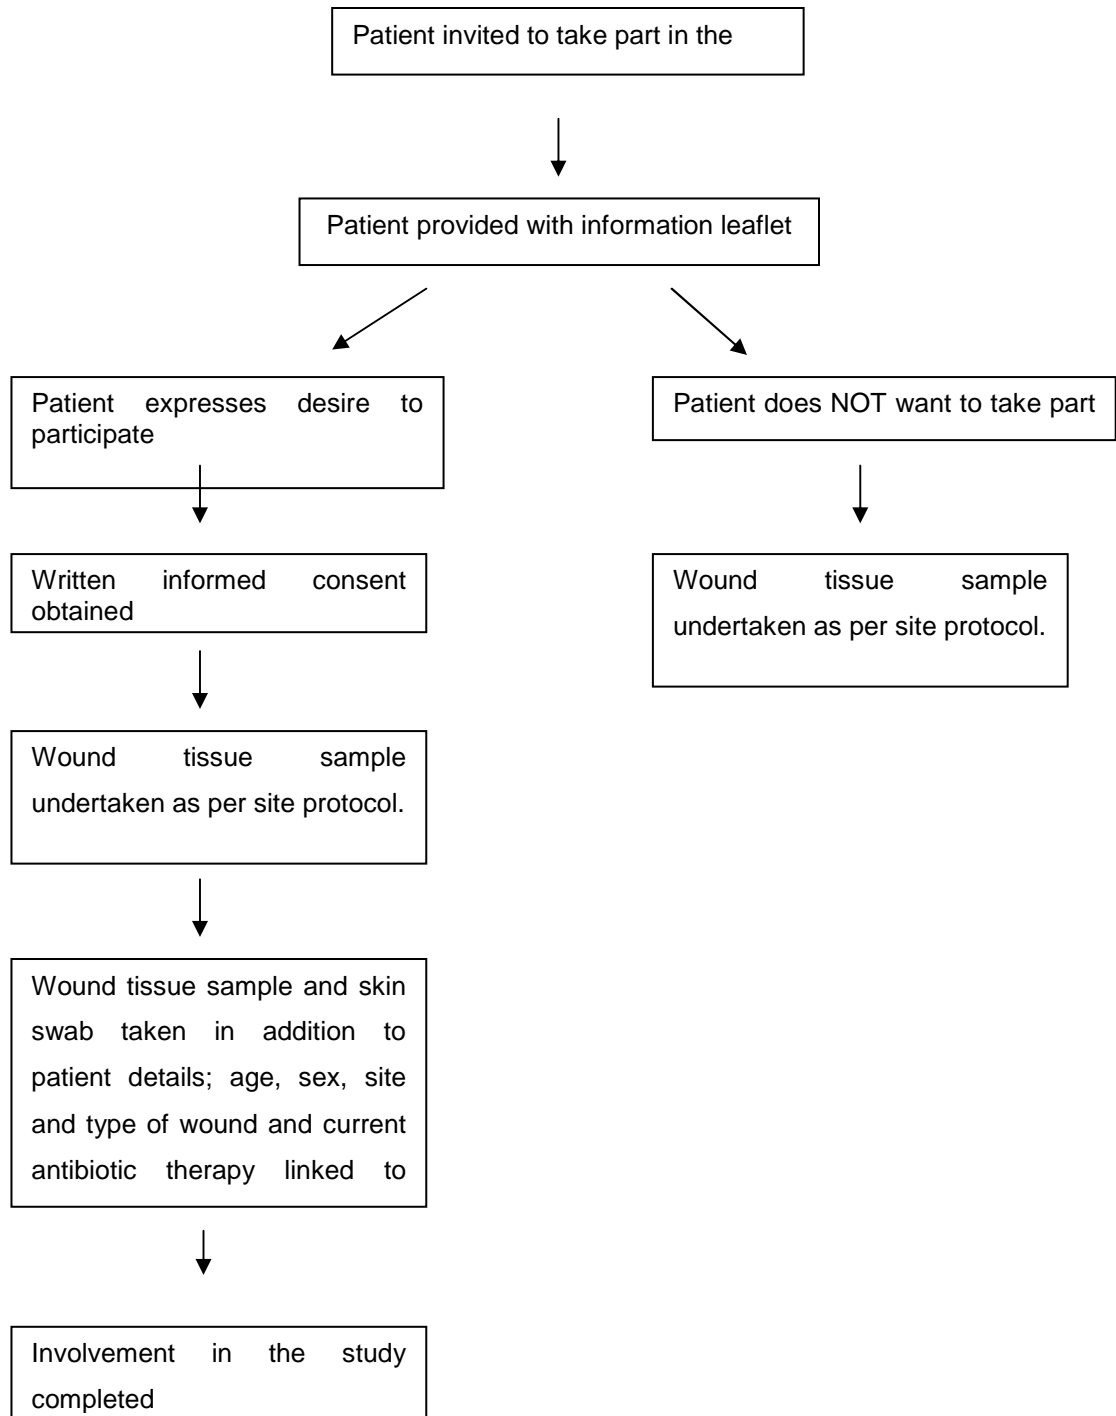 Patient invited to take part in the
Patient provided with information leaflet
Patient expresses desire to
participate
Patient does NOT want to take part
Written informed consent
obtained
Wound tissue sample
undertaken as per site protocol.
Wound tissue sample
undertaken as per site protocol.
Wound tissue sample and skin
swab taken in addition to
patient details; age, sex, site
and type of wound and current
antibiotic therapy linked to
Involvement in the study
completed